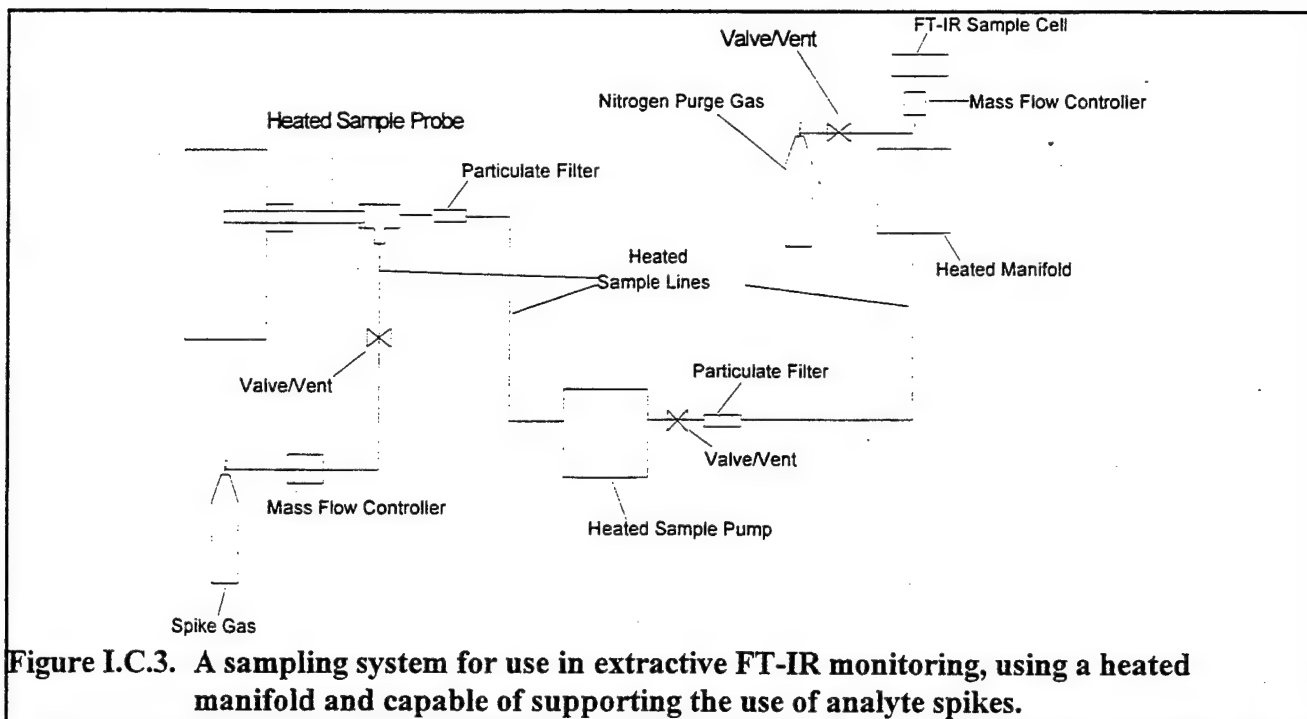 FT-IR Sample Cell
Valve/Vent
Nitrogen Purge Gas
Mass Flow Controller
Heated Sample Probe
Particulate Filter
Heated
Sample Lines
Heated Manifold
Valve/Vent
Particulate Filter
Valve/Vent
Mass Flow Controller
Heated Sample Pump
Spike Gas
Figure I.C.3. A sampling system for use in extractive FT-IR monitoring, using a heated
manifold and capable of supporting the use of analyte spikes.